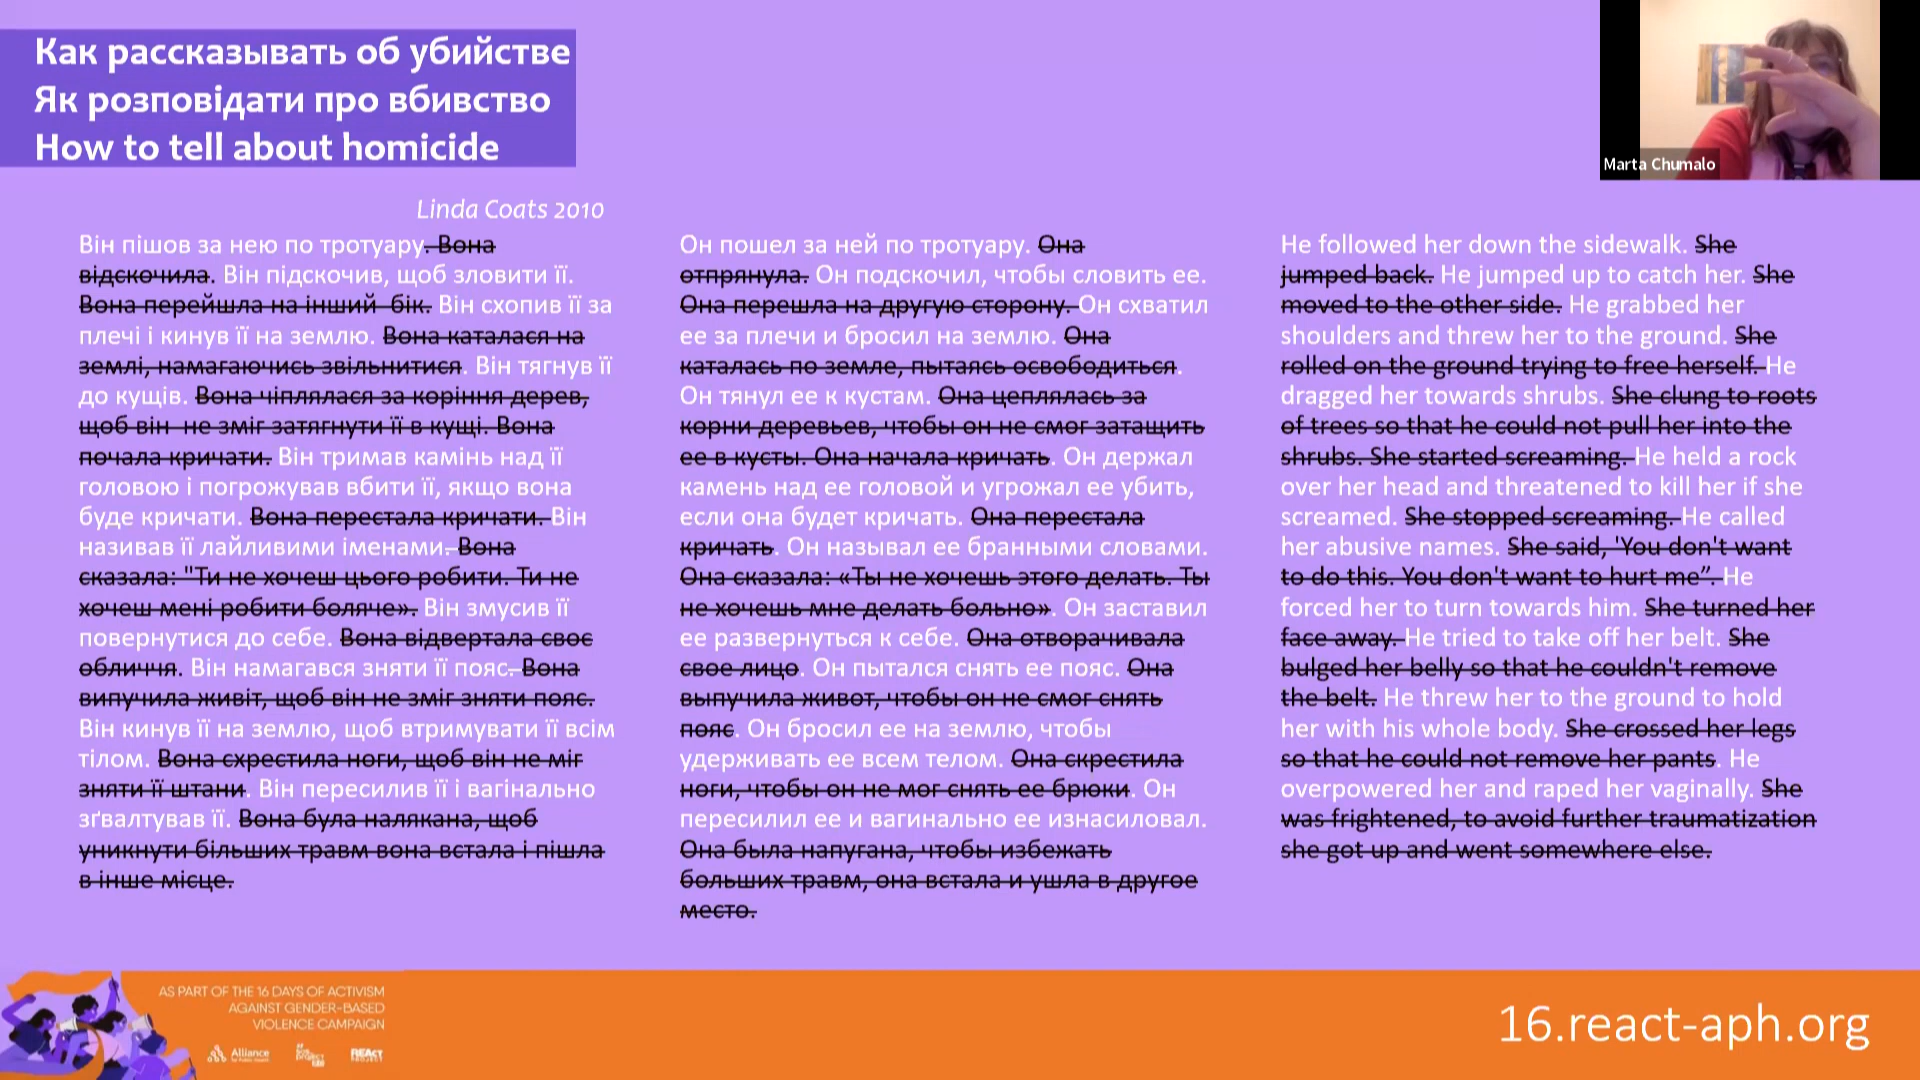 Как рассказывать об убийстве
Як розповідати про вбивство
How to tell about homicide
Marta Chumalo
Linda Coats 2010
Він пішов за нею по тротуару. Вона
відскочила. Він підскочив, щоб зловити її.
Вона перейшла на інший бік. Він схопив її за
плечі і кинув її на землю. Вона каталася на
землі, намагаючись звільнитися. Він тягнув її
до кущів. Вона чіплялася за коріння дерев,
щоб він не зміг затягнути її в кущі. Вона
почала кричати. Він тримав камінь над її
головою і погрожував вбити її, якщо вона
буде кричати. Вона перестала кричати. Він
називав її лайливими іменами. Вона
сказала: "Ти не хочеш цього робити. Ти не
хочеш мені робити боляче». Він змусив її
повернутися до себе. Вона відвертала своє
обличчя. Він намагався зняти її пояс. Вона
випучила живіт, щоб він не зміг зняти пояс.
Він кинув її на землю, щоб втримувати її всім
тілом. Вона схрестила ноги, щоб він не міг
зняти її штани. Він пересилив її і вагінально
зґвалтував її. Вона була налякана, щоб
уникнути більших травм вона встала і пішла
в інше місце.
Он пошел за ней по тротуару. Она
отпрянула. Он подскочил, чтобы словить ее.
Она перешла на другую сторону. Он схватил
ее за плечи и бросил на землю. Она
каталась по земле, пытаясь освободиться.
Он тянул ее к кустам. Она цеплялась за
корни деревьев, чтобы он не смог затащить
ее в кусты. Она начала кричать. Он держал
камень над ее головой и угрожал ее убить,
если она будет кричать. Она перестала
кричать. Он называл ее бранными словами.
Она сказала: «Ты не хочешь этого делать. Ты
не хочешь мне делать больно». Он заставил
ее развернуться к себе. Она отворачивала
свое лицо. Он пытался снять ее пояс. Она
выпучила живот, чтобы он не смог снять
пояс. Он бросил ее на землю, чтобы
удерживать ее всем телом. Она скрестила
ноги, чтобы он не мог снять ее брюки. Он
пересилил ее и вагинально ее изнасиловал.
Она была напугана, чтобы избежать
больших травм, она встала и ушла в другое
место.
He followed her down the sidewalk. She
jumped back. He jumped up to catch her. She
moved to the other side. He grabbed her
shoulders and threw her to the ground. She
rolled on the ground trying to free herself. He
dragged her towards shrubs. She clung to roots
of trees so that he could not pull her into the
shrubs. She started screaming. He held a rock
over her head and threatened to kill her if she
screamed. She stopped screaming. He called
her abusive names. She said, 'You don't want
to do this. You don't want to hurt me”. He
forced her to turn towards him. She turned her
face away. He tried to take off her belt. She
bulged her belly so that he couldn't remove
the belt. He threw her to the ground to hold
her with his whole body. She crossed her legs
so that he could not remove her pants. He
overpowered her and raped her vaginally. She
was frightened, to avoid further traumatization
she got up and went somewhere else.
AS PART OF THE 16 DAYS OF ACTIVISM
AGAINST GENDER-BASED
VIOLENCE CAMPAIGN
Alliance
REAct
16.react-aph.org